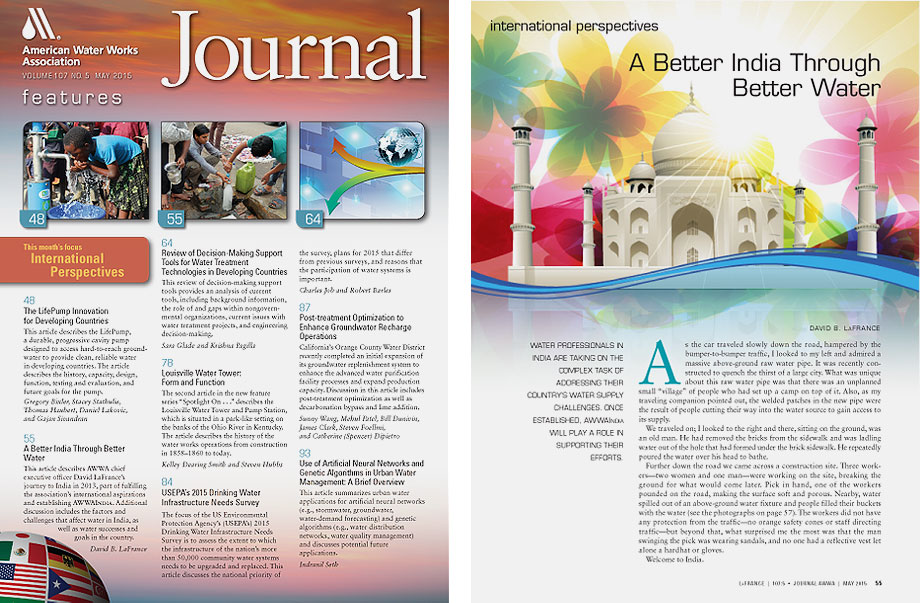 American Water Works
Association
VOLUME 107 NO. 5 MAY 2015
Journal
features
48
55
64
This month's focus
International
Perspectives
48
The LifePump Innovation
for Developing Countries
This article describes the LifePump,
a durable, progressive cavity pump
designed to access hard-to-reach ground-
water to provide clean, reliable water
in developing countries. The article
describes the history, capacity, design,
function, testing and evaluation, and
future goals for the pump.
Gregory Bixler, Stacey
Thomas Haubert, Daniel Lakovic,
and Gajan Sivandran
55
A Better India Through Better
Water
This article describes AWWA chief
executive officer David LaFrance's
journey to India in 2013, part of fulfilling
the association's international aspirations
and establishing AWWAINDIA. Additional
discussion includes the factors and
challenges that affect water in India, as
well as water successes and
goals in the country.
David B. LaFrance
64
Review of Decision-Making Support
Tools for Water Treatment
Technologies in Developing Countries
This review of decision-making support
tools provides an analysis of current
tools, including background information,
the role of and gaps within nongovern-
mental organizations, current issues with
water treatment projects, and engineering
decision-making.
Sara Glade and Krishna Pagilla
78
Louisville Water Tower:
Form and Function
The second article in the new feature
series "Spotlight On . . ." describes the
Louisville Water Tower and Pump Station,
which is situated in a park-like setting on
the banks of the Ohio River in Kentucky.
The article describes the history of the
water works operations from construction
in 1858–1860 to today.
Kelley Dearing Smith and Steven Hubbs
84
USEPA's 2015 Drinking Water
Infrastructure Needs Survey
The focus of the US Environmental
Protection Agency's (USEPA's) 2015
Drinking Water Infrastructure Needs
Survey is to assess the extent to which
the infrastructure of the nation's more
than 50,000 community water systems
needs to be upgraded and replaced. This
article discusses the national priority of
the survey, plans for 2015 that differ
from previous surveys, and reasons that
the participation of water systems is
important.
Charles Job and Robert Barles
87
Post-treatment Optimization to
Enhance Groundwater Recharge
Operations
California's Orange County Water District
recently completed an initial expansion of
its groundwater replenishment system to
enhance the advanced water purification
facility processes and expand production
capacity. Discussion in this article includes
post-treatment optimization as well as
decarbonation bypass and lime addition.
Sunny Wang, Mehul Patel, Bill Dunivin,
James Clark, Steven Foellmi,
and Catherine (Spencer) Dipietro
93
Use of Artificial Neural Networks and
Genetic Algorithms in Urban Water
Management: A Brief Overview
This article summarizes urban water
applications for artificial neural networks
(e.g., stormwater, groundwater,
water-demand forecasting) and genetic
algorithms (e.g., water distribution
networks, water quality management)
and discusses potential future
applications.
Indranil Seth
international perspectives
A Better India Through
Better Water
DAVID B. LaFRANCE
WATER PROFESSIONALS IN
INDIA ARE TAKING ON THE
COMPLEX TASK OF
ADDRESSING THEIR
COUNTRY'S WATER SUPPLY
CHALLENGES. ONCE
ESTABLISHED, AWWAINDIA
WILL PLAY A ROLE IN
SUPPORTING THEIR
EFFORTS.
As the car traveled slowly down the road, hampered by the
bumper-to-bumper traffic, I looked to my left and admired a
massive above-ground raw water pipe. It was recently con-
structed to quench the thirst of a large city. What was unique
about this raw water pipe was that there was an unplanned
small "village" of people who had set up a camp on top of it. Also, as my
traveling companion pointed out, the welded patches in the new pipe were
the result of people cutting their way into the water source to gain access to
its supply.
We traveled on; I looked to the right and there, sitting on the ground, was
an old man. He had removed the bricks from the sidewalk and was ladling
water out of the hole that had formed under the brick sidewalk. He repeatedly
poured the water over his head to bathe.
Further down the road we came across a construction site. Three work-
ers—two women and one man—were working on the site, breaking the
ground for what would come later. Pick in hand, one of the workers
pounded on the road, making the surface soft and porous. Nearby, water
spilled out of an above-ground water fixture and people filled their buckets
with the water (see the photographs on page 57). The workers did not have
any protection from the traffic—no orange safety cones or staff directing
traffic—but beyond that, what surprised me the most was that the man
swinging the pick was wearing sandals, and no one had a reflective vest let
alone a hardhat or gloves.
Welcome to India.
LaFRANCE | 107:5 • JOURNAL AWWA | MAY 2015 55